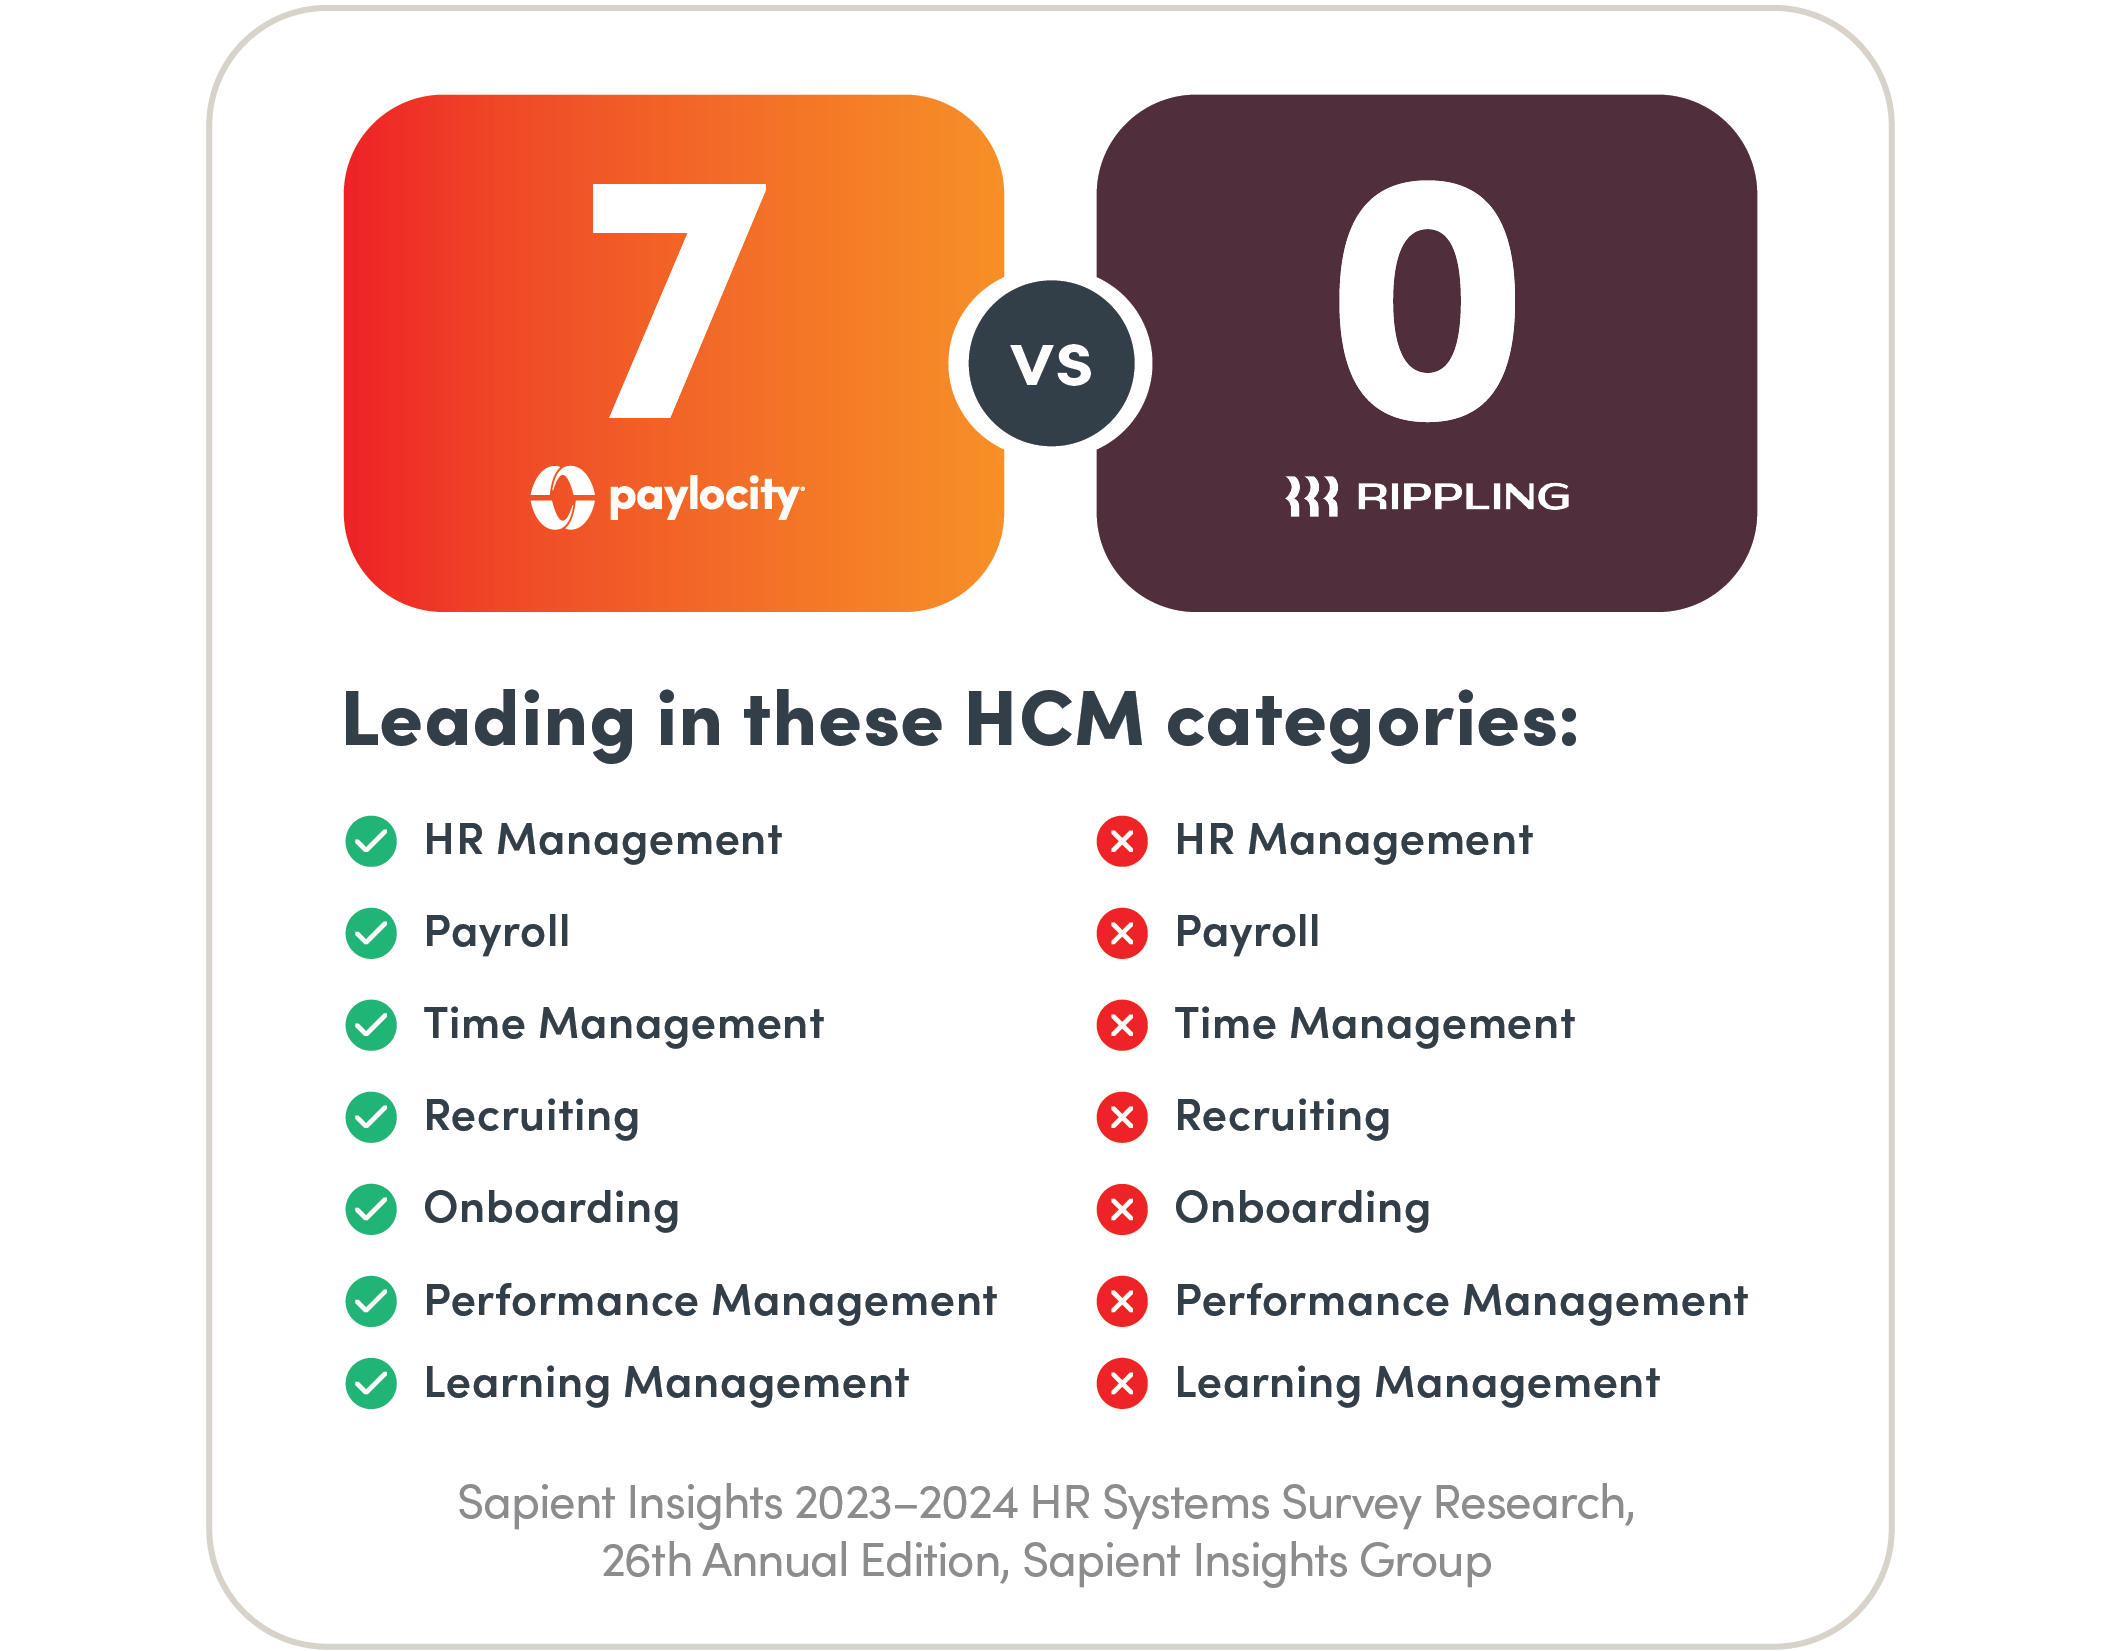 7
paylocity
vs
0
RIPPLING
Leading in these HCM categories:
HR Management
Payroll
Time Management
Recruiting
Onboarding
Performance Management
Learning Management
HR Management
Payroll
Time Management
Recruiting
Onboarding
Performance Management
Learning Management
Sapient Insights 2023–2024 HR Systems Survey Research,
26th Annual Edition, Sapient Insights Group